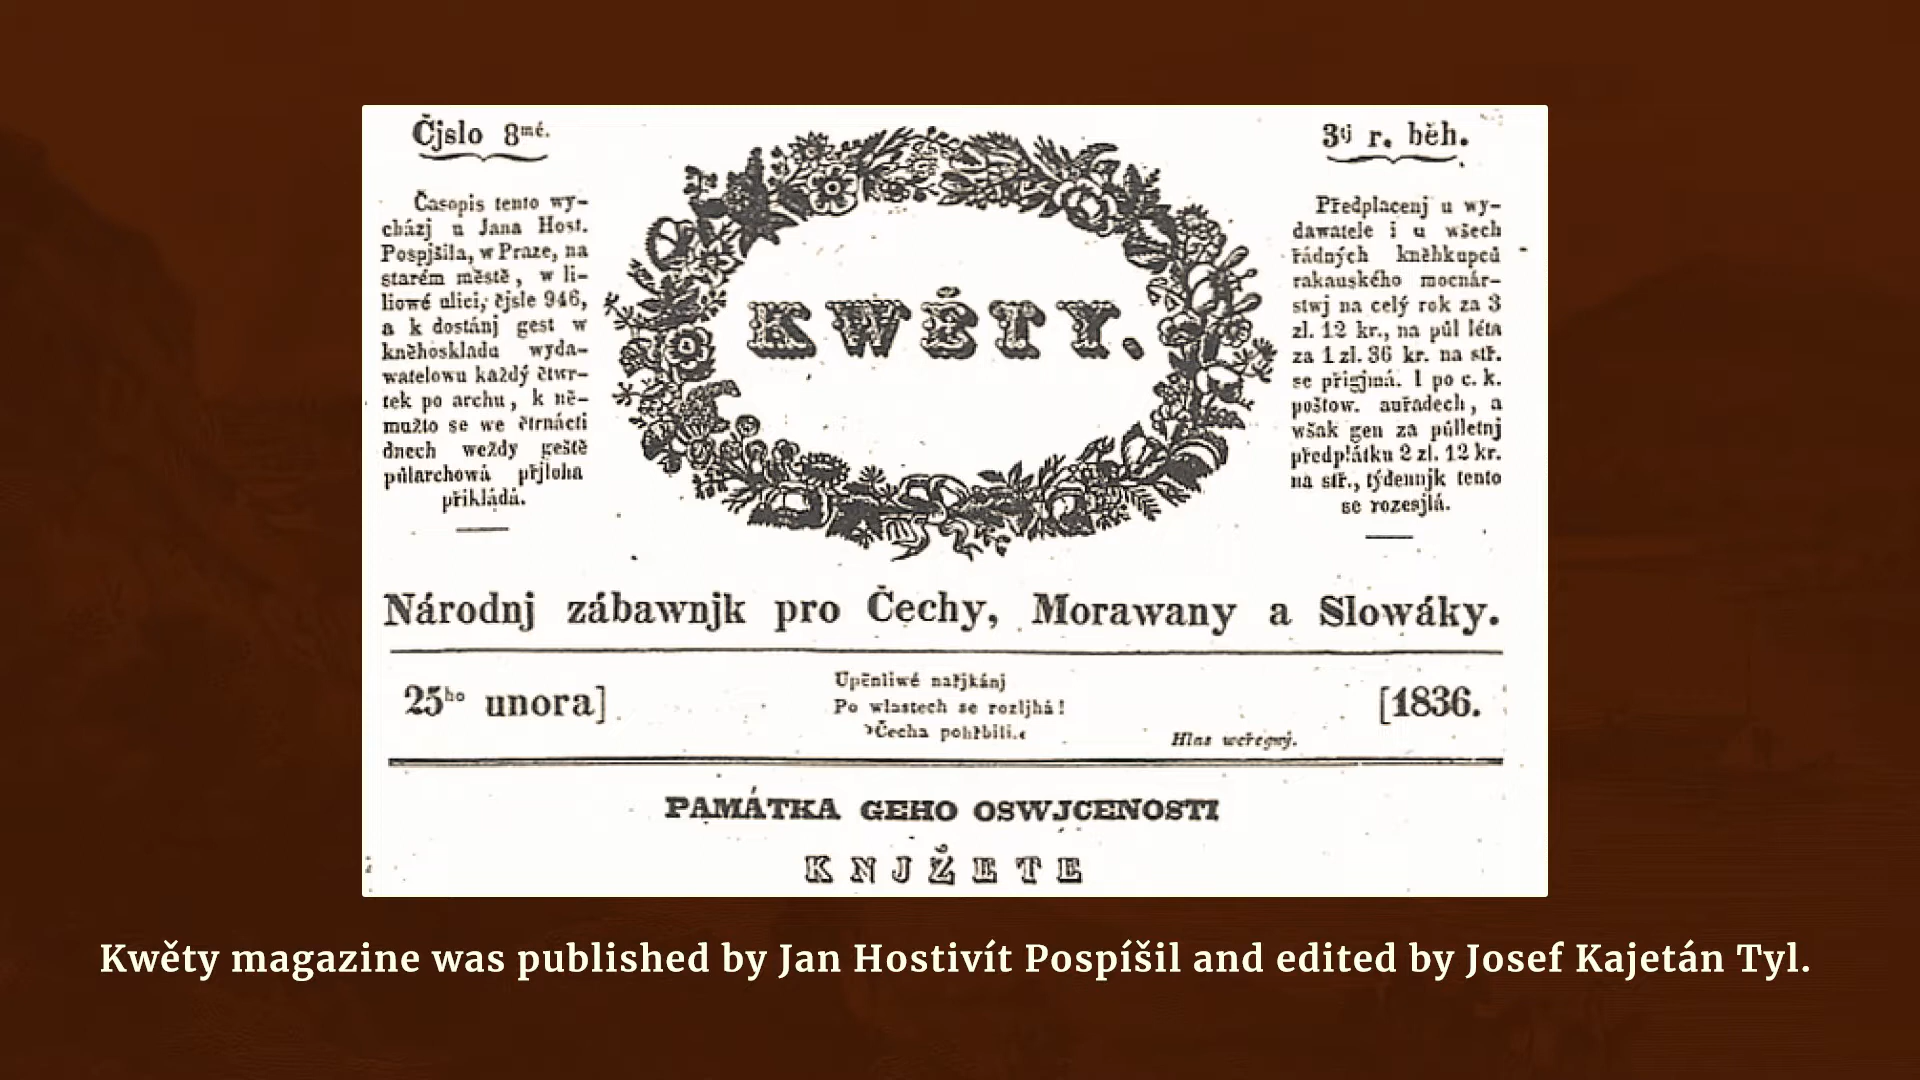 Čjslo 8mé.
Časopis tento wy-
cházj u Jana Host.
Pospjšila, w Praze, na
starém městě, w li-
liowé ulici, čjsle 946,
a k dostánj gest w
kněhoskladu wyda-
watelowu každý čtwr-
tek po archu, k ně-
mužto se we čtrnácti
dnech weždy geště
půlarchowá přjloha
přikládá.
KWĚTY.
3tj r. běh.
Předplacenj u wy-
dawatele i u wšech
řádných kněhkupců
rakauského mocnár-
stwj na celý rok za 3
zl. 12 kr., na půl léta
za 1 zl. 36 kr. na stř.
se přigjmá. I po c. k.
poštow. auřadech, a
wšak gen za půlletnj
předplátku 2 zl. 12 kr.
na stř., týdennjk tento
se rozesjlá.
Národnj zábawnjk pro Čechy, Morawany a Slowáky.
25ho unora]
Upěnliwé nařjkánj
Po wlastech se rozljhá!
›Čecha pohřbili.‹
Hlas weřegný.
[1836.
PAMÁTKA GEHO OSWJCENOSTI
KNJŽETE
Kwěty magazine was published by Jan Hostivít Pospíšil and edited by Josef Kajetán Tyl.